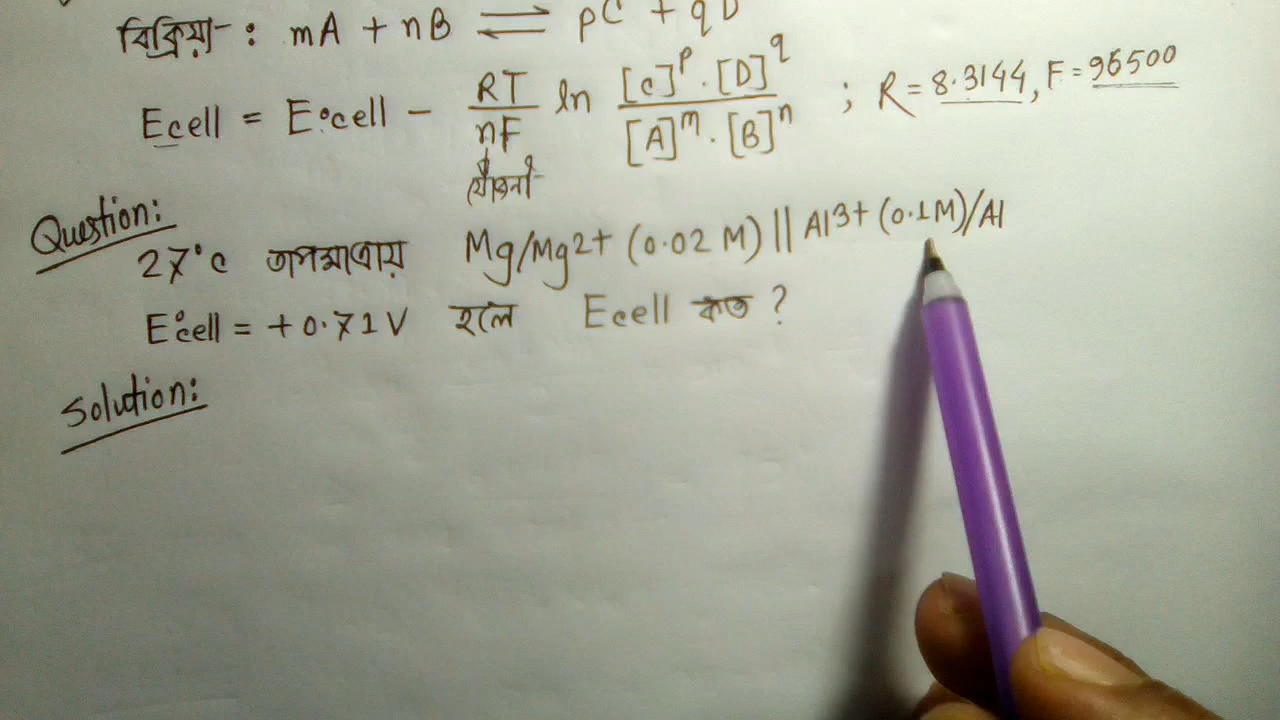 বিক্রিয়া : mA + nB ⇌ pC + qD
Ecell = E°cell - RT/nF ln [C]^p . [D]^q / [A]^m . [B]^n ; R = 8.3144, F = 96500
Question:
27°c তাপমাত্রায় Mg/Mg2+ (0.02 M) || Al3+ (0.1M)/Al
E°cell = +0.71V হলে Ecell কত ?
Solution: